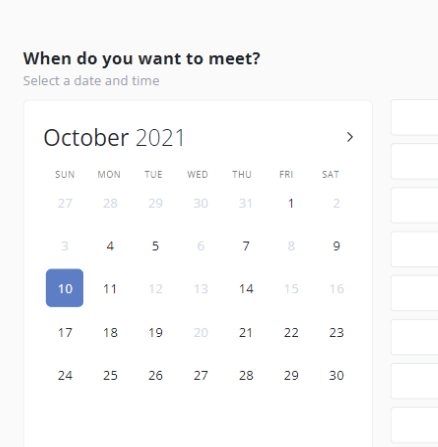 When do you want to meet?
Select a date and time
October 2021
SUN MON TUE WED THU FRI SAT
27 28 29 30 31 1 2
3 4 5 6 7 8 9
10 11 12 13 14 15 16
17 18 19 20 21 22 23
24 25 26 27 28 29 30